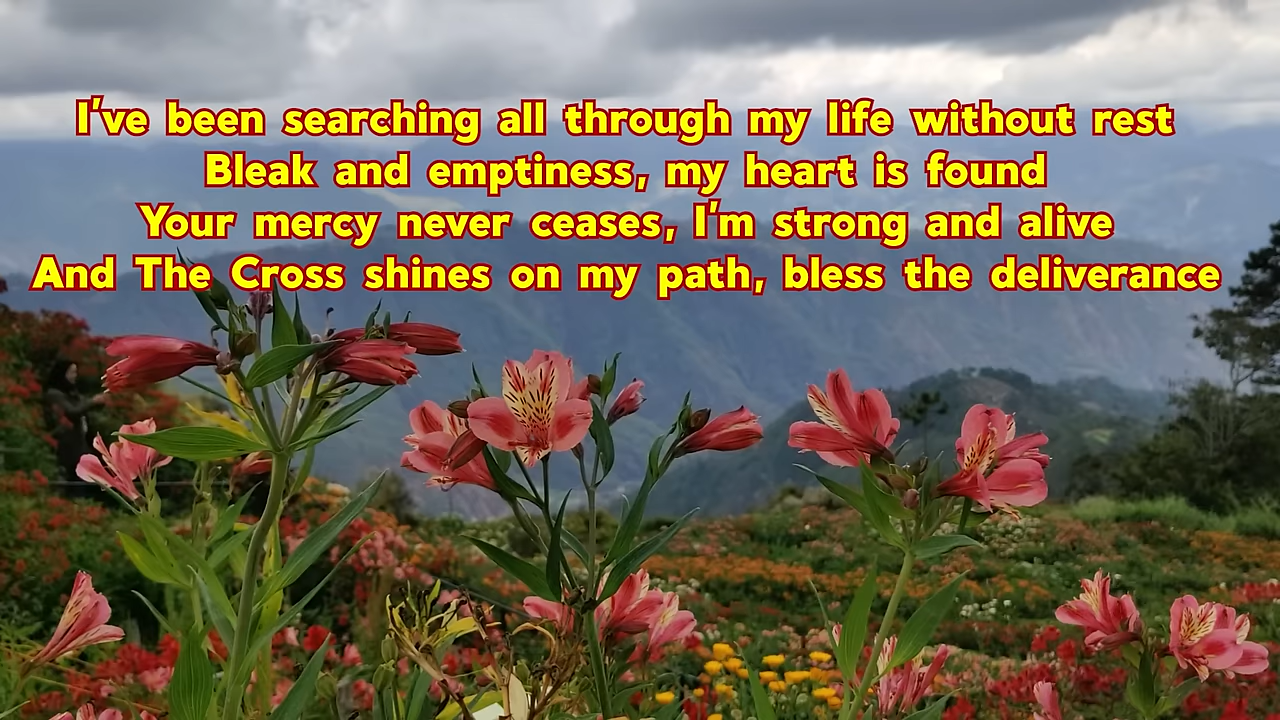 I've been searching all through my life without rest
Bleak and emptiness, my heart is found
Your mercy never ceases, I'm strong and alive
And The Cross shines on my path, bless the deliverance